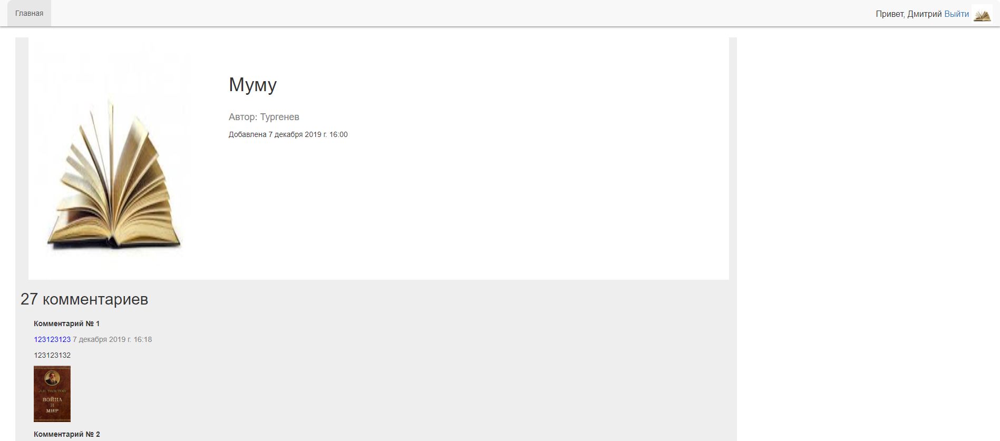 Главная
Привет, Дмитрий Выйти
Муму
Автор: Тургенев
Добавлена 7 декабря 2019 г. 16:00
27 комментариев
Комментарий № 1
123123123 7 декабря 2019 г. 16:18
123123132
Л.Н. ТОЛСТОЙ
ВОЙНА
И
МИР
Комментарий № 2